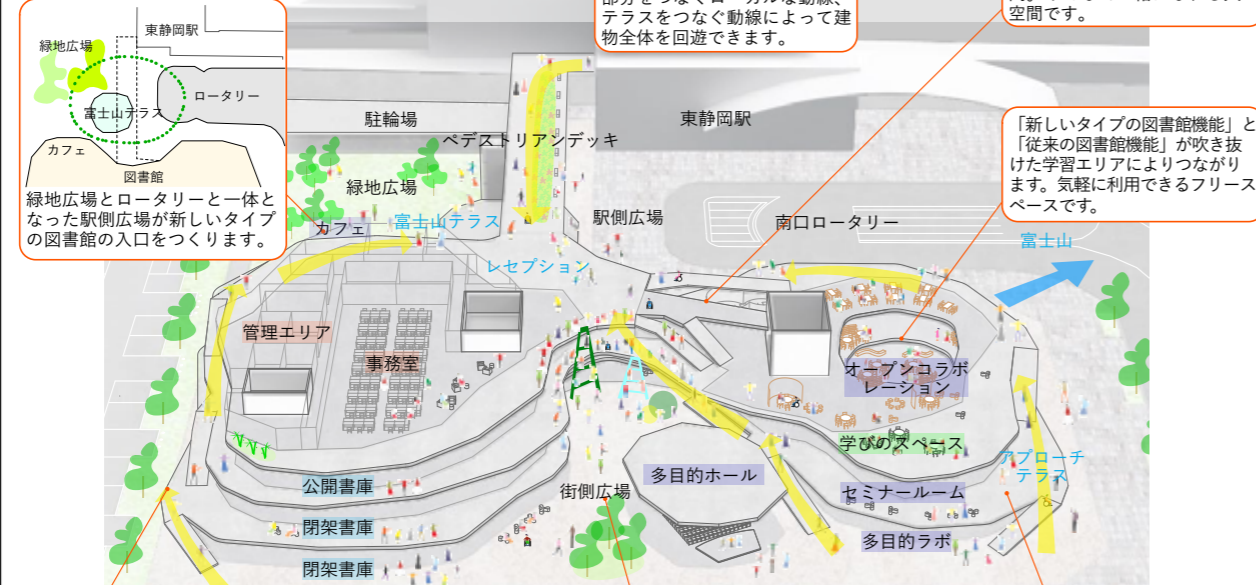 東静岡駅
緑地広場
ロータリー
富士山テラス
カフェ
図書館
緑地広場とロータリーと一体と
なった駅側広場が新しいタイプ
の図書館の入口をつくります。
テラスをつなぐ動線によって建
物全体を回遊できます。
空間です。
「新しいタイプの図書館機能」と
「従来の図書館機能」が吹き抜
けた学習エリアによりつながり
ます。気軽に利用できるフリース
ペースです。
駐輪場
ペデストリアンデッキ
東静岡駅
緑地広場
カフェ
富士山テラス
駅側広場
南口ロータリー
富士山
レセプション
管理エリア
事務室
オープンコラボ
レーション
学びのスペース
アプローチ
テラス
多目的ホール
セミナールーム
公開書庫
街側広場
閉架書庫
多目的ラボ
閉架書庫